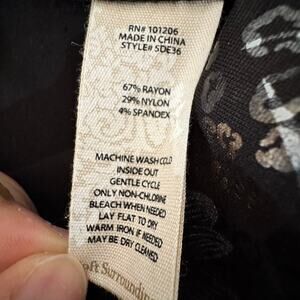 RN# 101206
MADE IN CHINA
STYLE# SDE36
67% RAYON
29% NYLON
4% SPANDEX
MACHINE WASH COLD
INSIDE OUT
GENTLE CYCLE
ONLY NON-CHLORINE
BLEACH WHEN NEEDED
LAY FLAT TO DRY
WARM IRON IF NEEDED
MAY BE DRY CLEANED
oft Surroundin